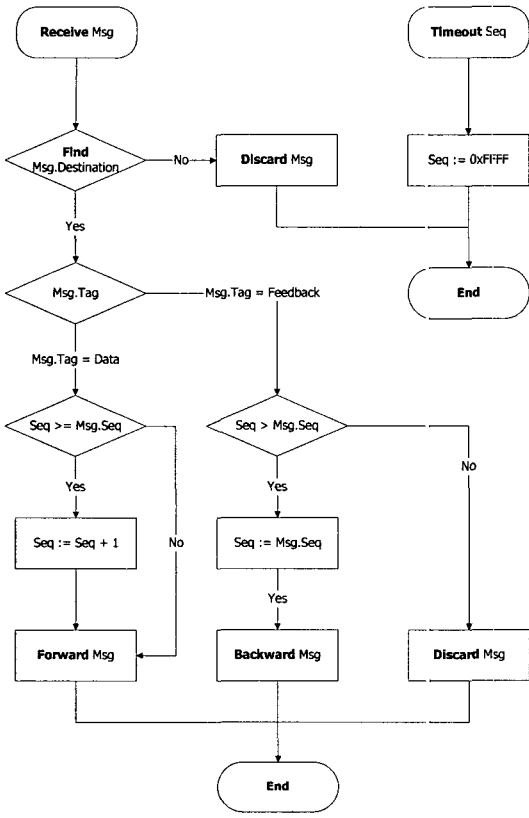 Receive Msg
Timeout Seq
Find
Msg.Destination
No
Discard Msg
Seq := 0xFFFF
Yes
End
Msg.Tag
Msg.Tag = Feedback
Msg.Tag = Data
Seq >= Msg.Seq
Seq > Msg.Seq
No
Yes
Yes
Seq := Seq + 1
No
Seq := Msg.Seq
Yes
Forward Msg
Backward Msg
Discard Msg
End